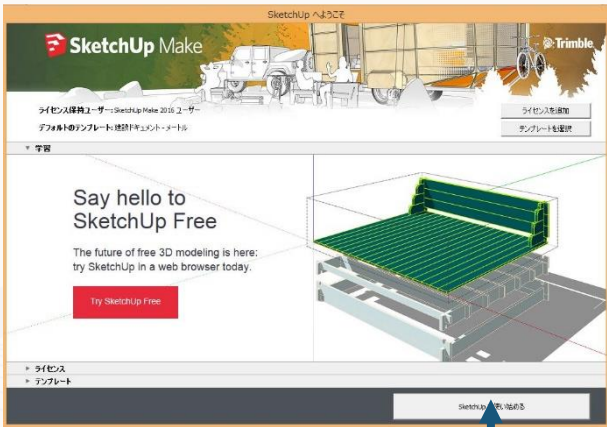 SketchUp へようこそ
SketchUp Make
Trimble
ライセンス保持ユーザー: SketchUp Make 2016 ユーザー
ライセンスを追加
デフォルトのテンプレート: 建設ドキュメント - メートル
テンプレートを選択
学習
Say hello to
SketchUp Free
The future of free 3D modeling is here:
try SketchUp in a web browser today.
Try SketchUp Free
ライセンス
テンプレート
SketchUp 使い始める